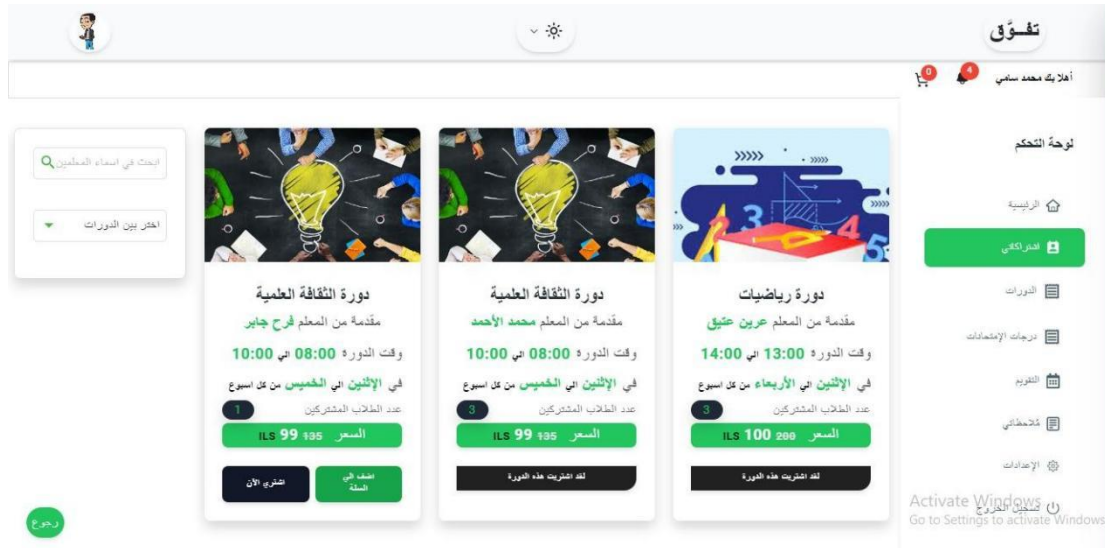 تفــوَّق
أهلا بك محمد سامي
4
0
لوحة التحكم
الرئيسية
اشتراكاتي
الدورات
درجات الإمتحانات
التقويم
مُلاحظاتي
الإعدادات
تسجيل الخروج
دورة رياضيات
مقدمة من المعلم عرين عتيق
وقت الدورة 13:00 الي 14:00
في الإثنين الي الأربعاء من كل اسبوع
عدد الطلاب المشتركين 3
السعر 200 100 ILS
لقد اشتريت هذه الدورة
دورة الثقافة العلمية
مقدمة من المعلم محمد الأحمد
وقت الدورة 08:00 الي 10:00
في الإثنين الي الخميس من كل اسبوع
عدد الطلاب المشتركين 3
السعر 135 99 ILS
لقد اشتريت هذه الدورة
دورة الثقافة العلمية
مقدمة من المعلم فرح جابر
وقت الدورة 08:00 الي 10:00
في الإثنين الي الخميس من كل اسبوع
عدد الطلاب المشتركين 1
السعر 135 99 ILS
اضف الي
السلة
اشتري الآن
ابحث في اسماء المعلمين
اختر بين الدورات
رجوع
Activate Windows
Go to Settings to activate Windows